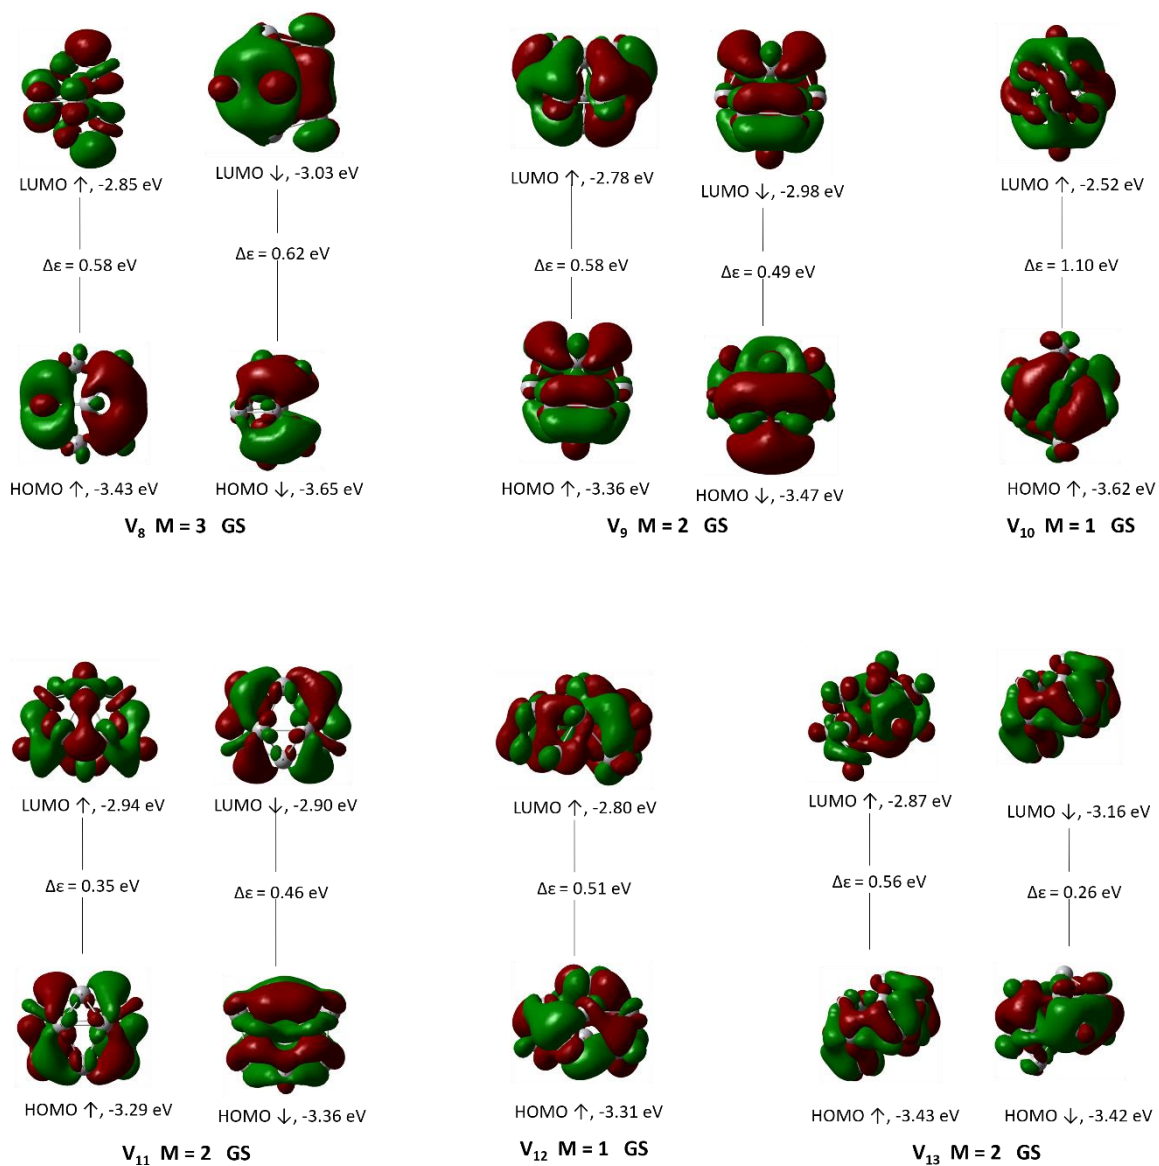 LUMO ↑, -2.85 eV
LUMO ↓, -3.03 eV
Δε = 0.58 eV
Δε = 0.62 eV
HOMO ↑, -3.43 eV
HOMO ↓, -3.65 eV
V₈ M = 3 GS
LUMO ↑, -2.78 eV
LUMO ↓, -2.98 eV
Δε = 0.58 eV
Δε = 0.49 eV
HOMO ↑, -3.36 eV
HOMO ↓, -3.47 eV
V₉ M = 2 GS
LUMO ↑, -2.52 eV
Δε = 1.10 eV
HOMO ↑, -3.62 eV
V₁₀ M = 1 GS
LUMO ↑, -2.94 eV
LUMO ↓, -2.90 eV
Δε = 0.35 eV
Δε = 0.46 eV
HOMO ↑, -3.29 eV
HOMO ↓, -3.36 eV
V₁₁ M = 2 GS
LUMO ↑, -2.80 eV
Δε = 0.51 eV
HOMO ↑, -3.31 eV
V₁₂ M = 1 GS
LUMO ↑, -2.87 eV
LUMO ↓, -3.16 eV
Δε = 0.56 eV
Δε = 0.26 eV
HOMO ↑, -3.43 eV
HOMO ↓, -3.42 eV
V₁₃ M = 2 GS